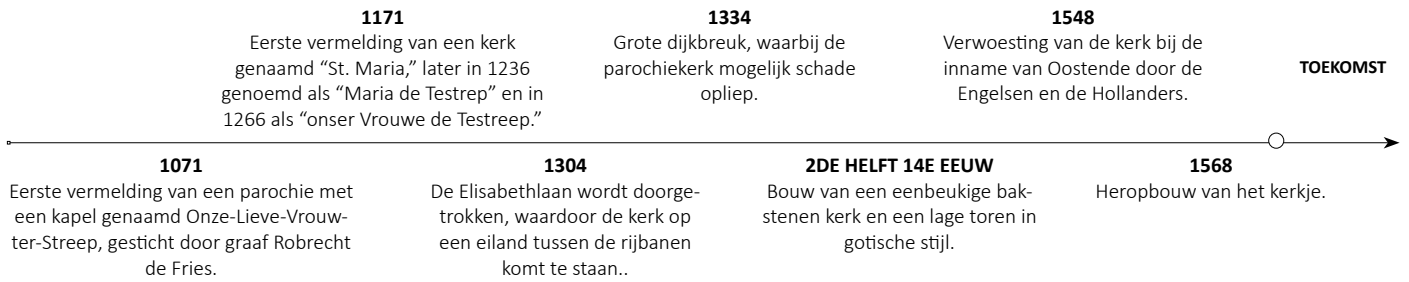 1171
Eerste vermelding van een kerk
genaamd “St. Maria,” later in 1236
genoemd als “Maria de Testrep” en in
1266 als “onser Vrouwe de Testreep.”
1334
Grote dijkbreuk, waarbij de
parochiekerk mogelijk schade
opliep.
1548
Verwoesting van de kerk bij de
inname van Oostende door de
Engelsen en de Hollanders.
TOEKOMST
1071
Eerste vermelding van een parochie met
een kapel genaamd Onze-Lieve-Vrouw-
ter-Streep, gesticht door graaf Robrecht
de Fries.
1304
De Elisabethlaan wordt doorge-
trokken, waardoor de kerk op
een eiland tussen de rijbanen
komt te staan..
2DE HELFT 14E EEUW
Bouw van een eenbeukige bak-
stenen kerk en een lage toren in
gotische stijl.
1568
Heropbouw van het kerkje.